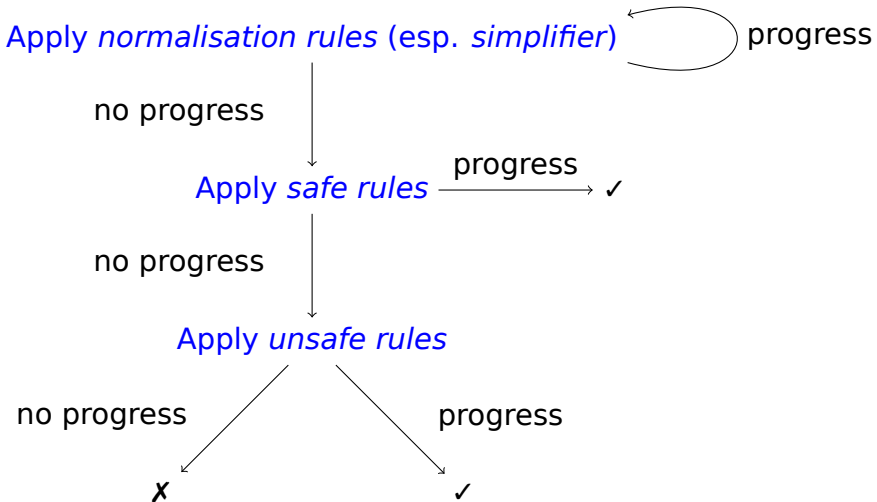 Apply normalisation rules (esp. simplifier)
progress
no progress
progress
Apply safe rules
✓
no progress
Apply unsafe rules
no progress
progress
✗
✓